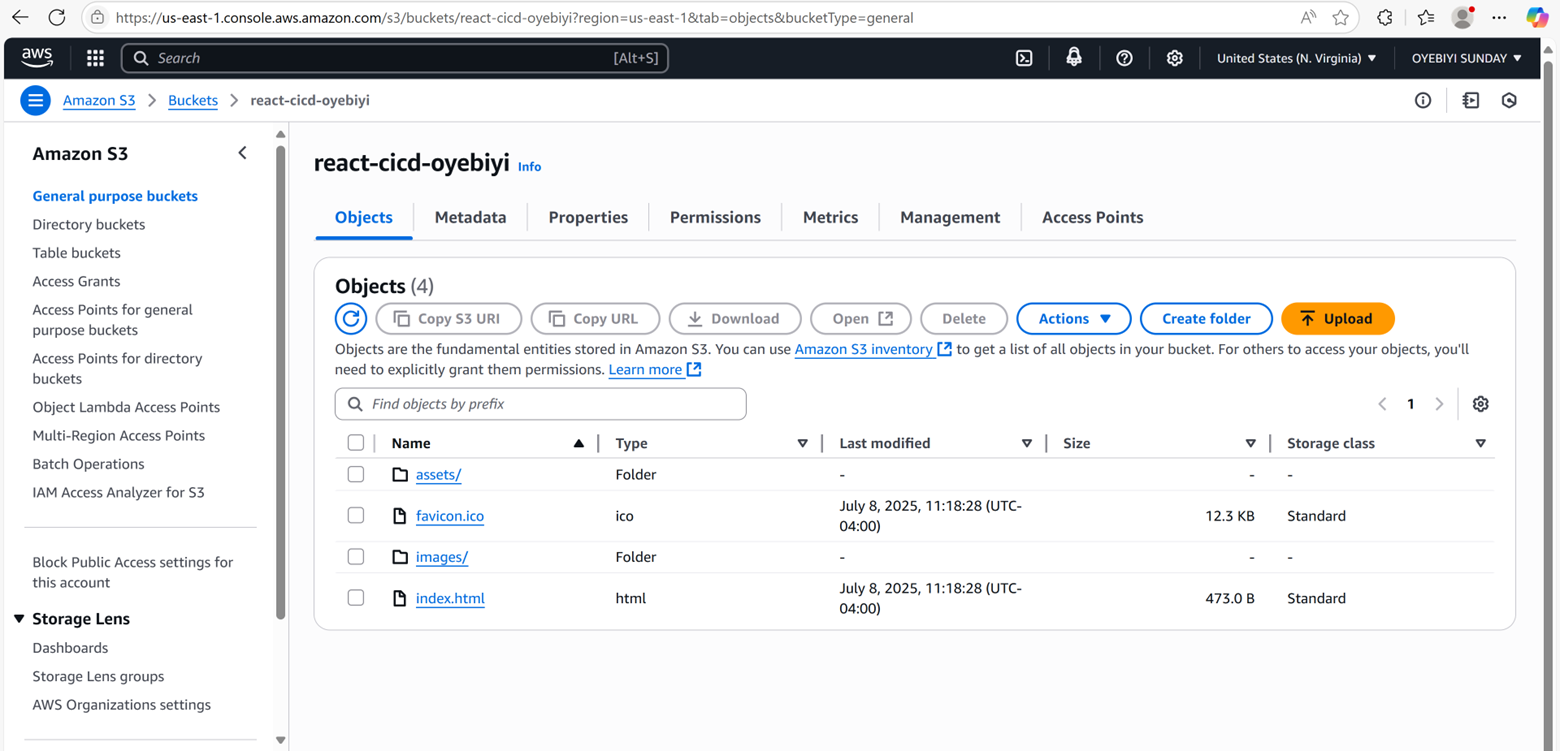 https://us-east-1.console.aws.amazon.com/s3/buckets/react-cicd-oyebiyi?region=us-east-1&tab=objects&bucketType=general
aws
Search
[Alt+S]
United States (N. Virginia)
OYEBIYI SUNDAY
Amazon S3 > Buckets > react-cicd-oyebiyi
Amazon S3
General purpose buckets
Directory buckets
Table buckets
Access Grants
Access Points for general
purpose buckets
Access Points for directory
buckets
Object Lambda Access Points
Multi-Region Access Points
Batch Operations
IAM Access Analyzer for S3
Block Public Access settings for
this account
Storage Lens
Dashboards
Storage Lens groups
AWS Organizations settings
react-cicd-oyebiyi Info
Objects
Metadata
Properties
Permissions
Metrics
Management
Access Points
Objects (4)
Copy S3 URI
Copy URL
Download
Open
Delete
Actions
Create folder
Upload
Objects are the fundamental entities stored in Amazon S3. You can use Amazon S3 inventory to get a list of all objects in your bucket. For others to access your objects, you'll
need to explicitly grant them permissions. Learn more
Find objects by prefix
1
Name Type Last modified Size Storage class
assets/ Folder - - -
favicon.ico ico July 8, 2025, 11:18:28 (UTC-
04:00) 12.3 KB Standard
images/ Folder - - -
index.html html July 8, 2025, 11:18:28 (UTC-
04:00) 473.0 B Standard